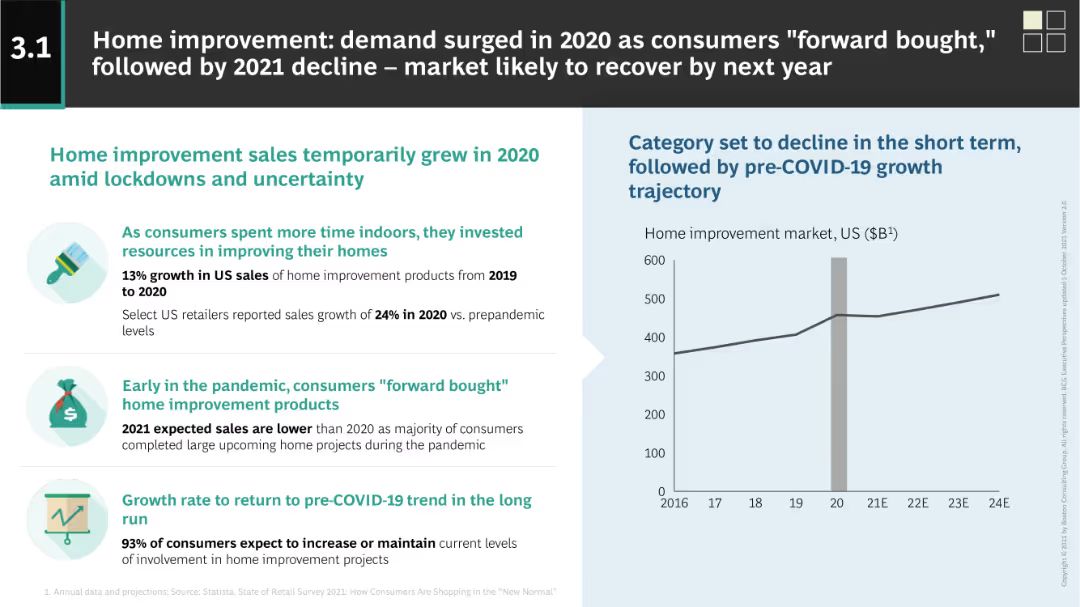 3.1
Home improvement: demand surged in 2020 as consumers "forward bought,"
followed by 2021 decline – market likely to recover by next year
Home improvement sales temporarily grew in 2020
amid lockdowns and uncertainty
As consumers spent more time indoors, they invested
resources in improving their homes
13% growth in US sales of home improvement products from 2019
to 2020
Select US retailers reported sales growth of 24% in 2020 vs. prepandemic
levels
Early in the pandemic, consumers "forward bought"
home improvement products
2021 expected sales are lower than 2020 as majority of consumers
completed large upcoming home projects during the pandemic
Growth rate to return to pre-COVID-19 trend in the long
run
93% of consumers expect to increase or maintain current levels
of involvement in home improvement projects
$
1. Annual data and projections; Source: Statista, State of Retail Survey 2021: How Consumers Are Shopping in the "New Normal"
Category set to decline in the short term,
followed by pre-COVID-19 growth
trajectory
Home improvement market, US ($B¹)
600
500
400
300
200
100
0
2016 17 18 19 20 21E 22E 23E 24E
Copyright © 2021 by Boston Consulting Group. All rights reserved. BCG Executive Perspectives updated 5 October 2021 Version 2.0.